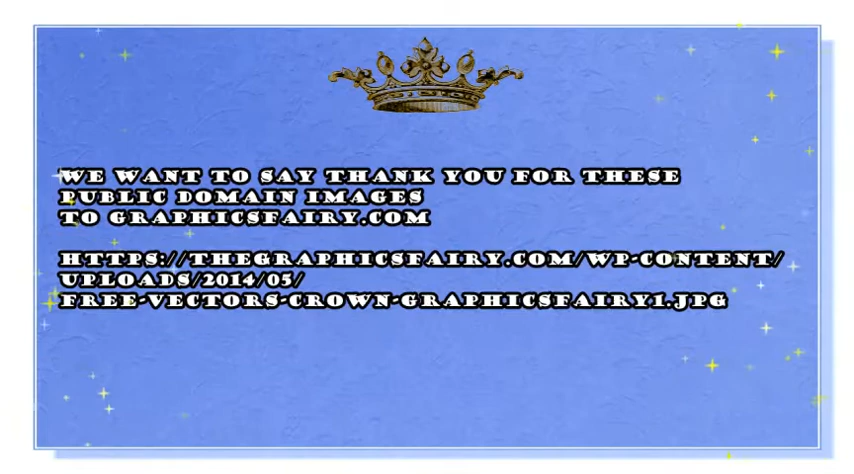 WE WANT TO SAY THANK YOU FOR THESE
PUBLIC DOMAIN IMAGES
TO GRAPHICSFAIRY.COM
HTTPS://THEGRAPHICSFAIRY.COM/WP-CONTENT/
UPLOADS/2014/05/
FREE-VECTORS-CROWN-GRAPHICSFAIRY1.JPG